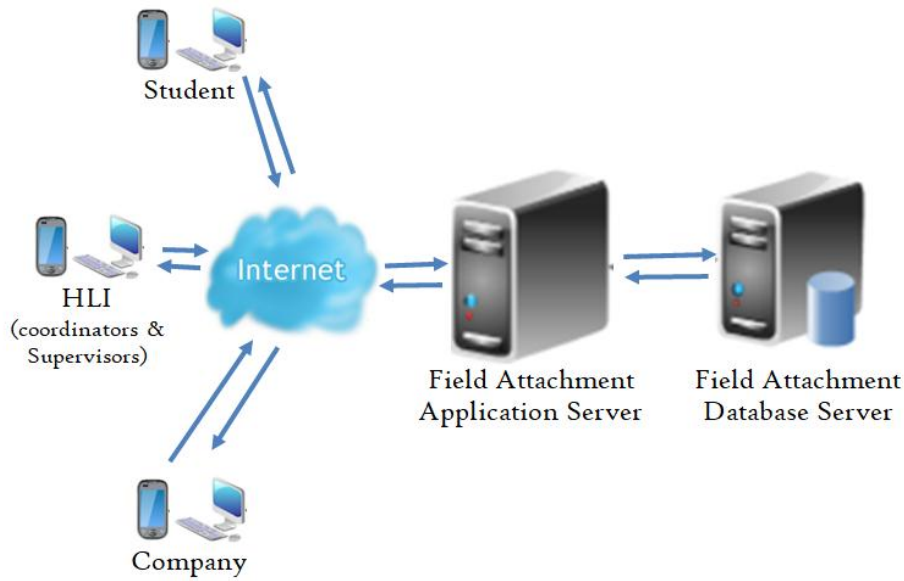 Student
Internet
HLI
(coordinators &
Supervisors)
Field Attachment
Application Server
Field Attachment
Database Server
Company